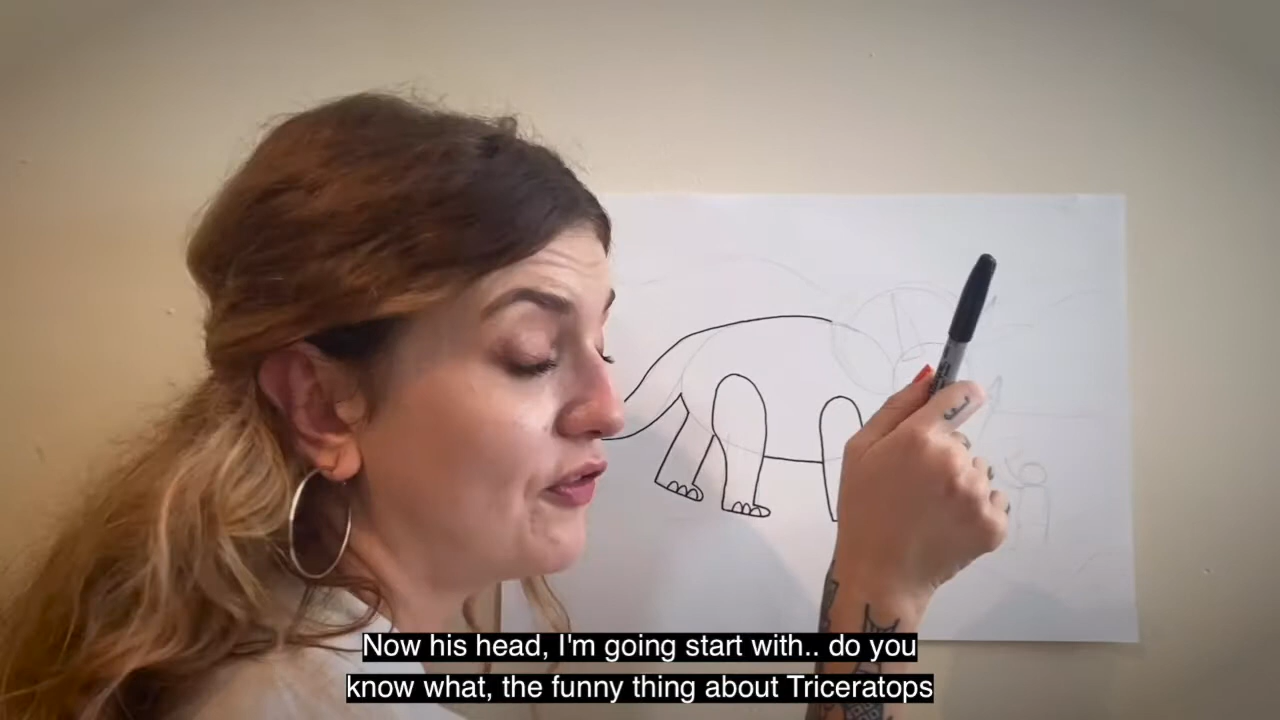 Now his head, I'm going start with.. do you
know what, the funny thing about Triceratops